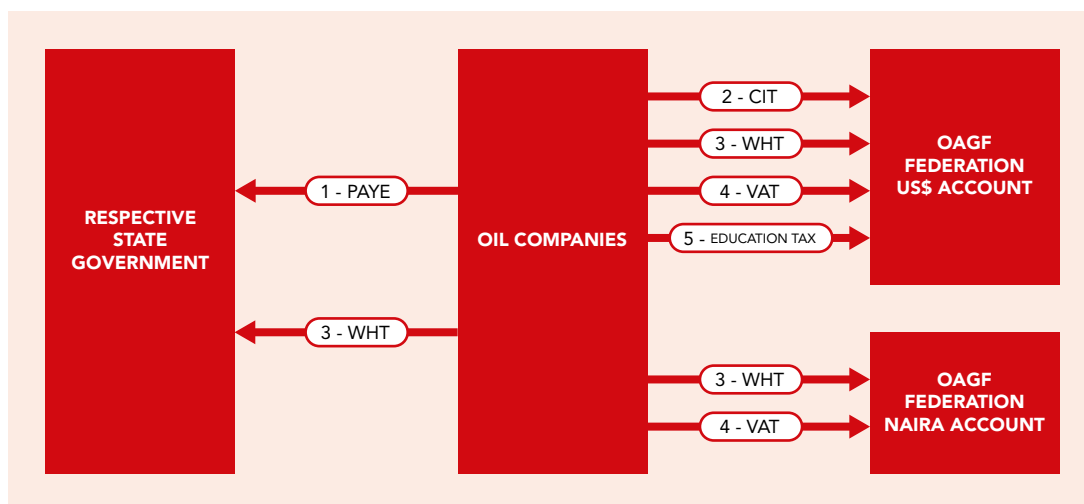 RESPECTIVE
STATE
GOVERNMENT
1 - PAYE
3 - WHT
OIL COMPANIES
2 - CIT
3 - WHT
4 - VAT
5 - EDUCATION TAX
OAGF
FEDERATION
US$ ACCOUNT
3 - WHT
4 - VAT
OAGF
FEDERATION
NAIRA ACCOUNT